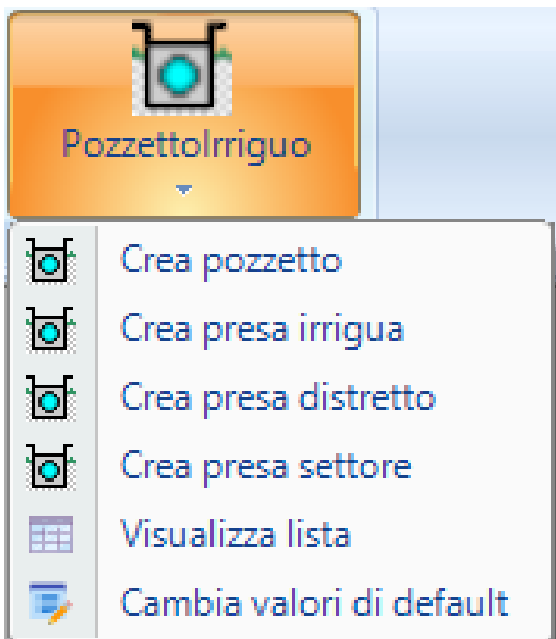 PozzettoIrriguo
Crea pozzetto
Crea presa irrigua
Crea presa distretto
Crea presa settore
Visualizza lista
Cambia valori di default